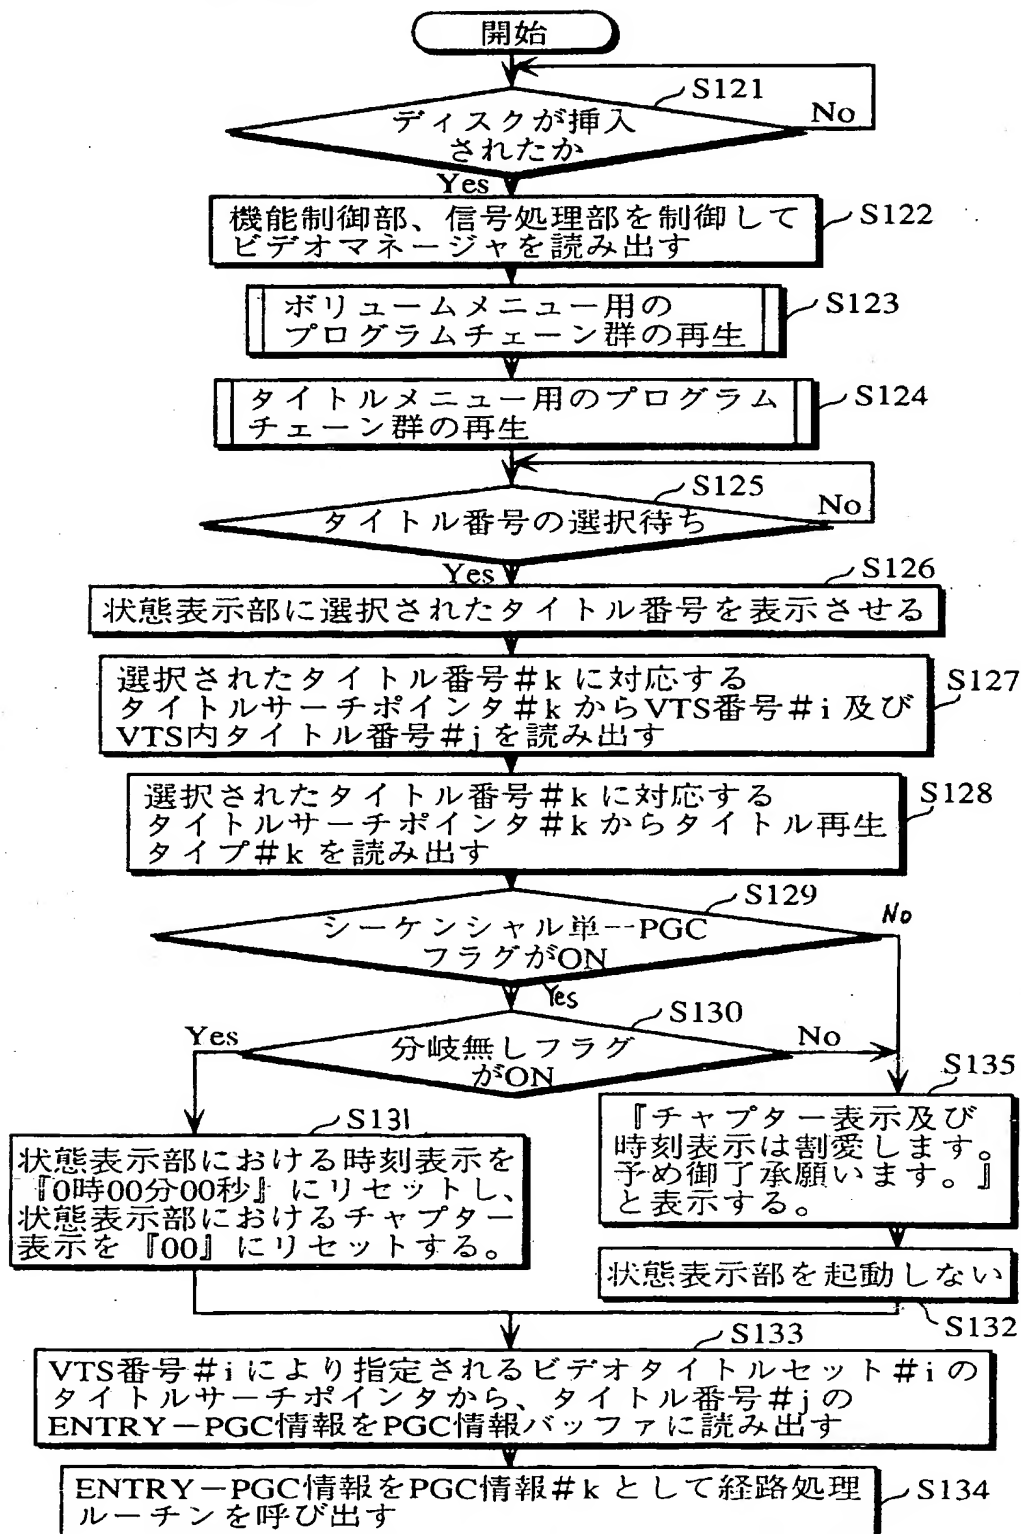 開始
S121
ディスクが挿入
されたか
No
Yes
機能制御部、信号処理部を制御して
ビデオマネージャを読み出す
S122
ボリュームメニュー用の
プログラムチェーン群の再生
S123
タイトルメニュー用のプログラム
チェーン群の再生
S124
S125
タイトル番号の選択待ち
No
Yes
S126
状態表示部に選択されたタイトル番号を表示させる
選択されたタイトル番号#kに対応する
タイトルサーチポインタ#kからVTS番号#i及び
VTS内タイトル番号#jを読み出す
S127
選択されたタイトル番号#kに対応する
タイトルサーチポインタ#kからタイトル再生
タイプ#kを読み出す
S128
S129
シーケンシャル単一PGC
フラグがON
No
Yes
S130
分岐無しフラグ
がON
Yes
No
S131
状態表示部における時刻表示を
『0時00分00秒』にリセットし、
状態表示部におけるチャプター
表示を『00』にリセットする。
S135
『チャプター表示及び
時刻表示は割愛します。
予め御了承願います。』
と表示する。
状態表示部を起動しない
S132
S133
VTS番号#iにより指定されるビデオタイトルセット#iの
タイトルサーチポインタから、タイトル番号#jの
ENTRY－PGC情報をPGC情報バッファに読み出す
ENTRY－PGC情報をPGC情報#kとして経路処理
ルーチンを呼び出す
S134